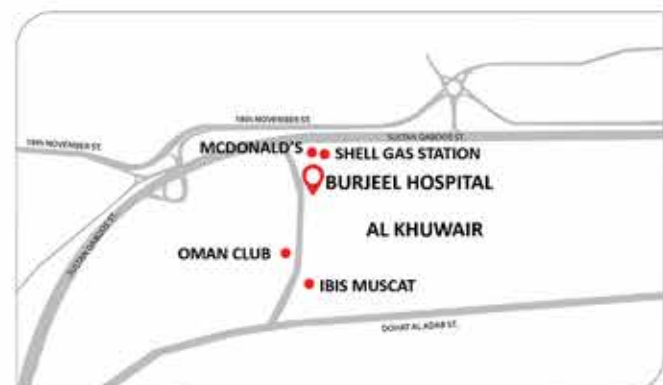 18th NOVEMBER ST.
18th NOVEMBER ST.
SULTAN QABOOS ST.
MCDONALD'S
SHELL GAS STATION
BURJEEL HOSPITAL
AL KHUWAIR
SULTAN QABOOS ST.
OMAN CLUB
IBIS MUSCAT
DOHAT AL ADAB ST.